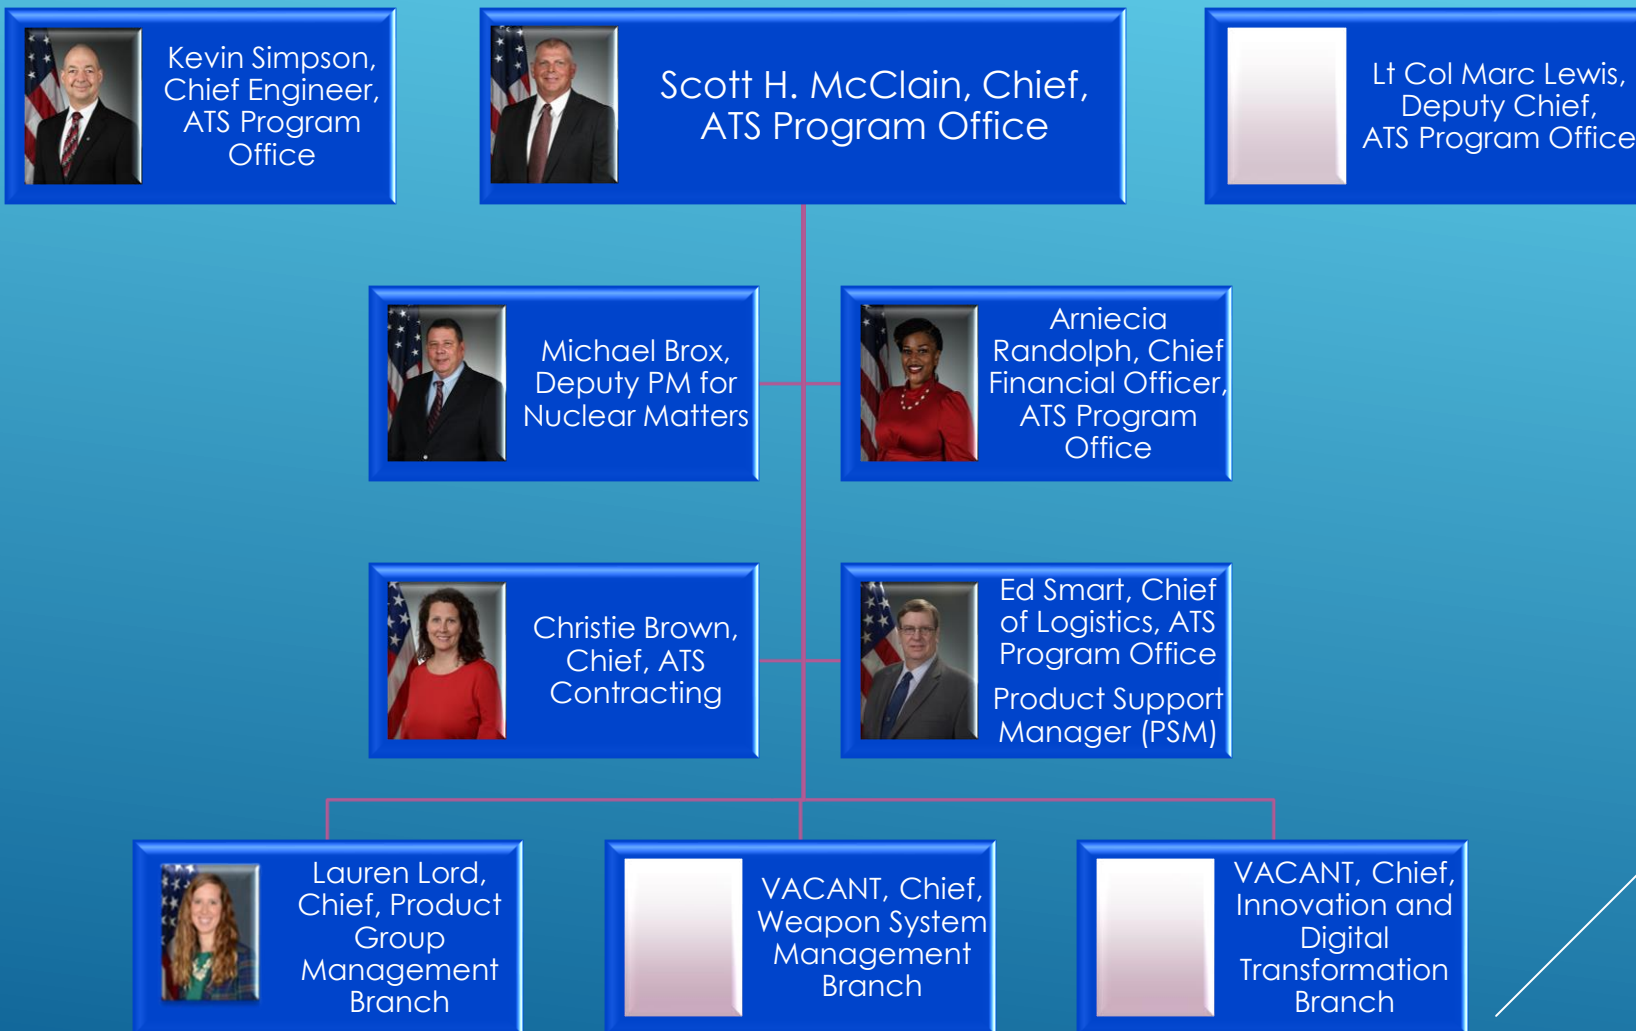 Kevin Simpson,
Chief Engineer,
ATS Program
Office
Scott H. McClain, Chief,
ATS Program Office
Lt Col Marc Lewis,
Deputy Chief,
ATS Program Office
Michael Brox,
Deputy PM for
Nuclear Matters
Arniecia
Randolph, Chief
Financial Officer,
ATS Program
Office
Christie Brown,
Chief, ATS
Contracting
Ed Smart, Chief
of Logistics, ATS
Program Office
Product Support
Manager (PSM)
Lauren Lord,
Chief, Product
Group
Management
Branch
VACANT, Chief,
Weapon System
Management
Branch
VACANT, Chief,
Innovation and
Digital
Transformation
Branch